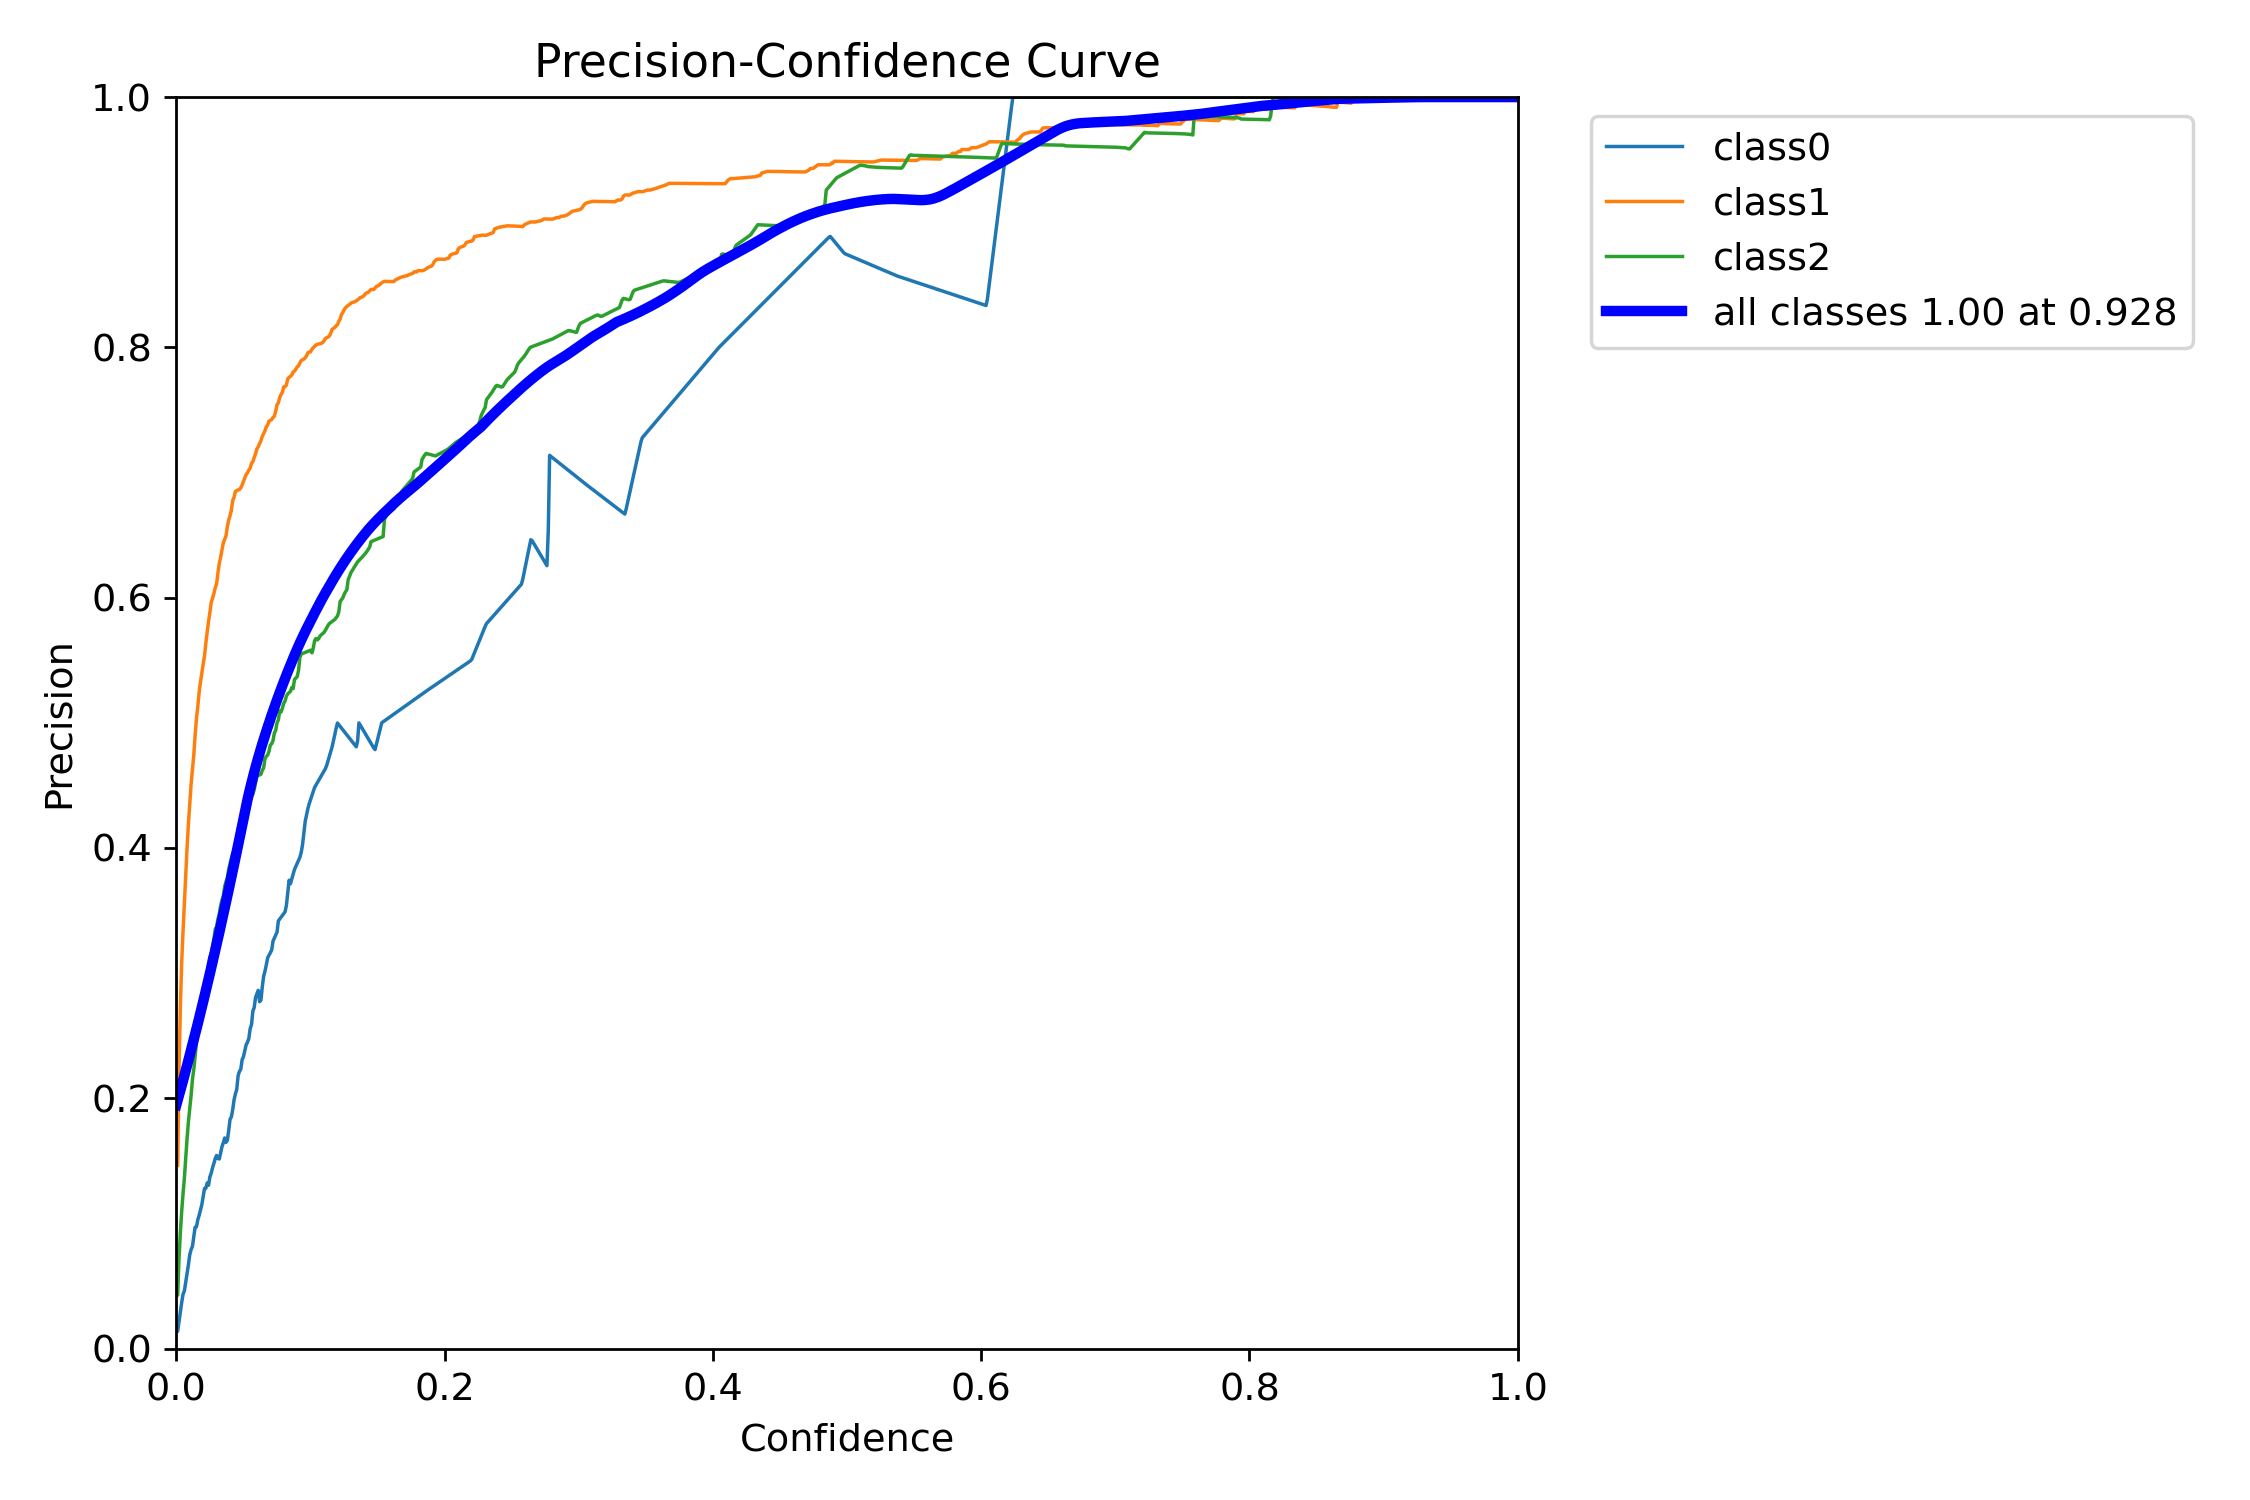 Precision-Confidence Curve
1.0
0.8
0.6
0.4
0.2
0.0
Precision
0.0 0.2 0.4 0.6 0.8 1.0
Confidence
class0
class1
class2
all classes 1.00 at 0.928